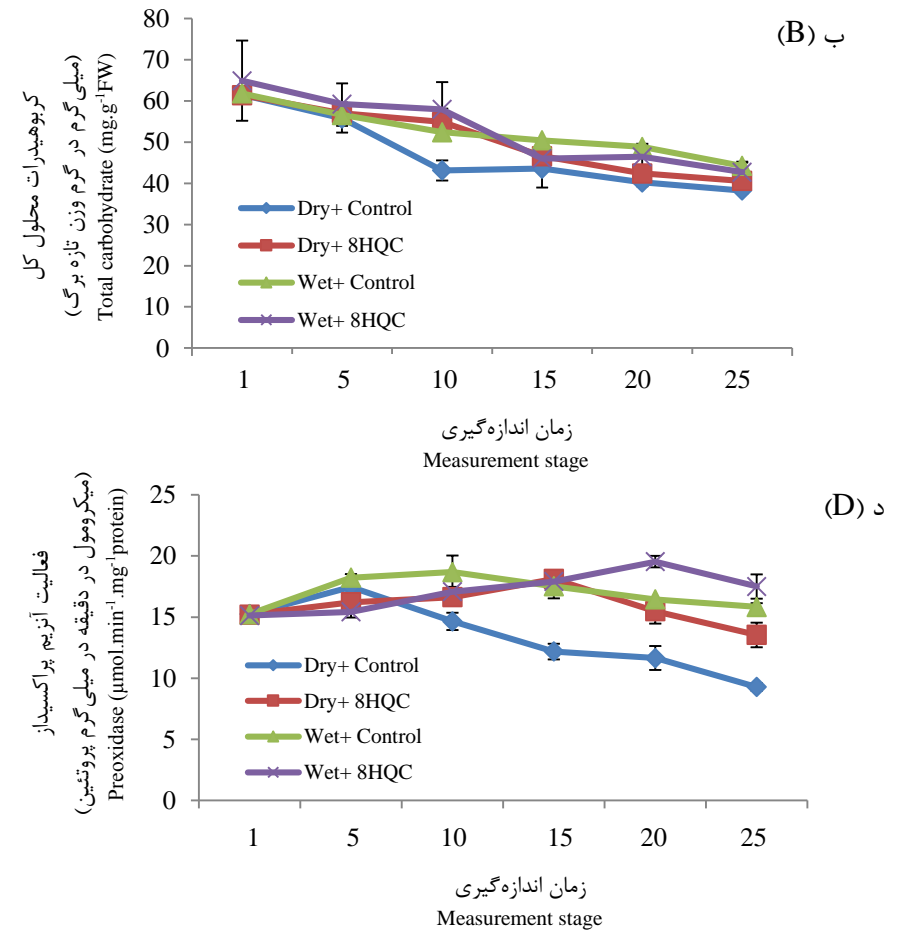 ب (B)
80
70
60
50
40
30
20
10
0
کربوهیدرات محلول کل
(میلی گرم در گرم وزن تازه برگ)
Total carbohydrate (mg.g-1FW)
Dry+ Control
Dry+ 8HQC
Wet+ Control
Wet+ 8HQC
1 5 10 15 20 25
زمان اندازه‌گیری
Measurement stage
د (D)
25
20
15
10
5
0
فعالیت آنزیم پراکسیداز
(میکرومول در دقیقه در میلی گرم پروتئین)
Preoxidase (µmol.min-1.mg-1protein)
Dry+ Control
Dry+ 8HQC
Wet+ Control
Wet+ 8HQC
1 5 10 15 20 25
زمان اندازه‌گیری
Measurement stage